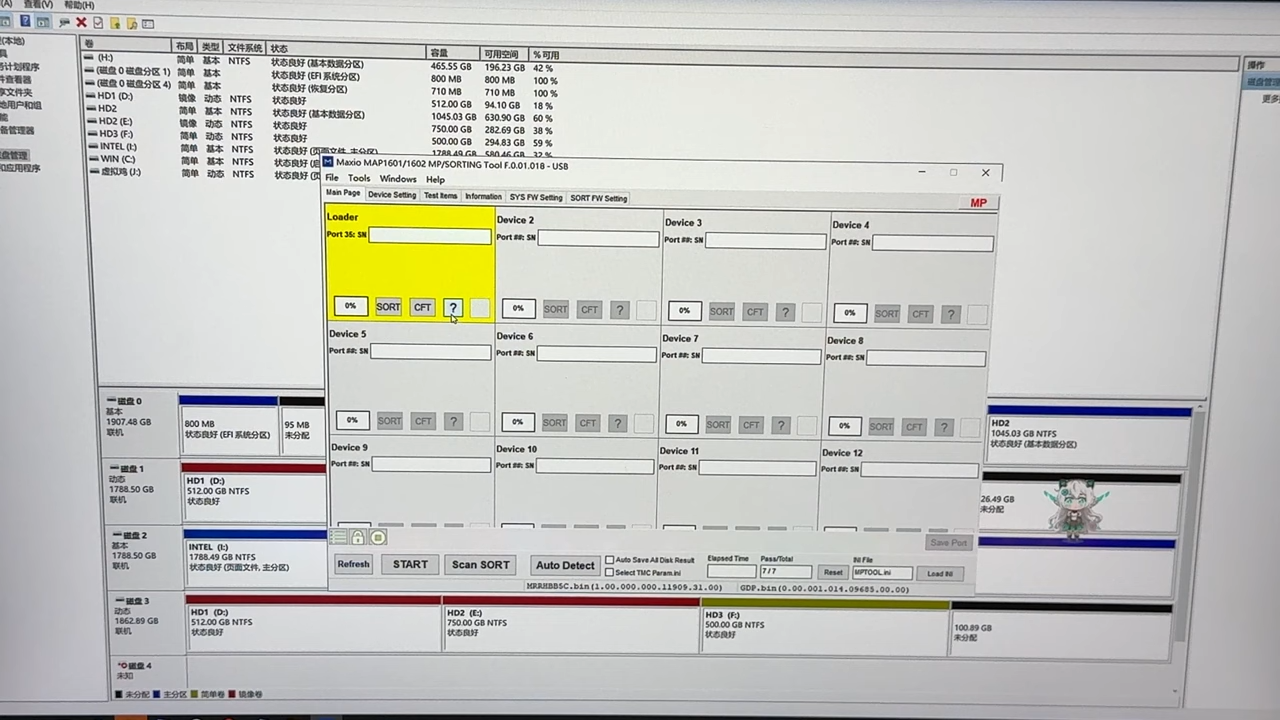 查看(V) 帮助(H)
卷 布局 类型 文件系统 状态 容量 可用空间 % 可用
(H:) 简单 基本 NTFS 状态良好 (基本数据分区) 465.55 GB 196.23 GB 42 %
(磁盘 0 磁盘分区 1) 简单 基本 状态良好 (EFI 系统分区) 800 MB 800 MB 100 %
(磁盘 0 磁盘分区 4) 简单 基本 状态良好 (恢复分区) 710 MB 710 MB 100 %
HD1 (D:) 镜像 动态 NTFS 状态良好 512.00 GB 94.10 GB 18 %
HD2 简单 基本 NTFS 状态良好 (基本数据分区) 1045.03 GB 630.90 GB 60 %
HD2 (E:) 镜像 动态 NTFS 状态良好 750.00 GB 282.69 GB 38 %
HD3 (F:) 简单 动态 NTFS 状态良好 500.00 GB 294.83 GB 59 %
INTEL (I:) 简单 基本 NTFS 状态良好 (页面文件, 主分区) 1788.49 GB 580.46 GB 32 %
WIN (C:) 简单 基本 NTFS
虚拟鸡 (J:) 简单 动态 NTFS
操作
磁盘管理
Maxio MAP1601/1602 MP/SORTING Tool F.0.01.018 - USB
File Tools Windows Help
Main Page Device Setting Test Items Information SYS FW Setting SORT FW Setting
MP
Loader Device 2 Device 3 Device 4
Port 35: SN Port ##: SN Port ##: SN Port ##: SN
0% SORT CFT ? 0% SORT CFT ? 0% SORT CFT ? 0% SORT CFT ?
Device 5 Device 6 Device 7 Device 8
Port ##: SN Port ##: SN Port ##: SN Port ##: SN
0% SORT CFT ? 0% SORT CFT ? 0% SORT CFT ? 0% SORT CFT ?
Device 9 Device 10 Device 11 Device 12
Port ##: SN Port ##: SN Port ##: SN Port ##: SN
Save Port
Refresh START Scan SORT Auto Detect
Auto Save All Disk Result
Select TMC Param.ini
Elapsed Time Pass/Total INI File
7 / 7 Reset MPTOOL.ini Load INI
MRRHBB5C.bin(1.00.000.000.11909.31.00) GDP.bin(0.00.001.014.09685.00.00)
磁盘 0
基本
1907.48 GB
联机
800 MB
状态良好 (EFI 系统分区)
95 MB
未分配
HD2
1045.03 GB NTFS
状态良好 (基本数据分区)
磁盘 1
动态
1788.50 GB
联机
HD1 (D:)
512.00 GB NTFS
状态良好
26.49 GB
未分配
磁盘 2
基本
1788.50 GB
联机
INTEL (I:)
1788.49 GB NTFS
状态良好 (页面文件, 主分区)
磁盘 3
动态
1862.89 GB
联机
HD1 (D:)
512.00 GB NTFS
状态良好
HD2 (E:)
750.00 GB NTFS
状态良好
HD3 (F:)
500.00 GB NTFS
状态良好
100.89 GB
未分配
磁盘 4
未知
未分配 主分区 简单卷 镜像卷